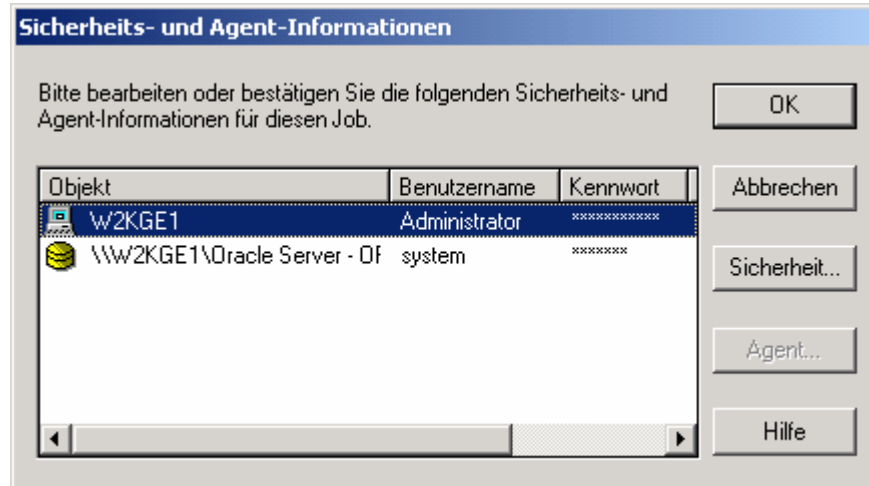 Sicherheits- und Agent-Informationen
Bitte bearbeiten oder bestätigen Sie die folgenden Sicherheits- und
Agent-Informationen für diesen Job.
OK
Objekt Benutzername Kennwort
Abbrechen
W2KGE1 Administrator ***********
\\W2KGE1\Oracle Server - system *******
Sicherheit...
Agent...
Hilfe